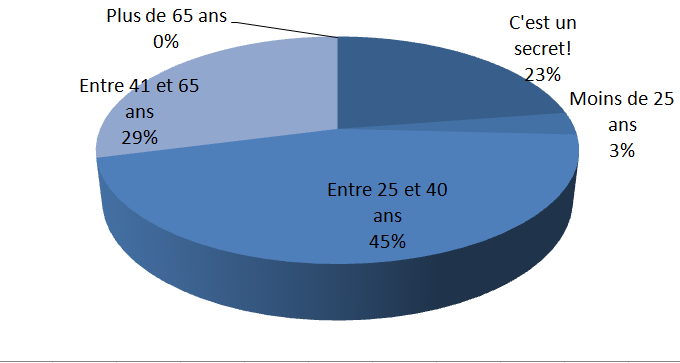 Plus de 65 ans
0%
C'est un
secret!
23%
Entre 41 et 65
ans
29%
Moins de 25
ans
3%
Entre 25 et 40
ans
45%